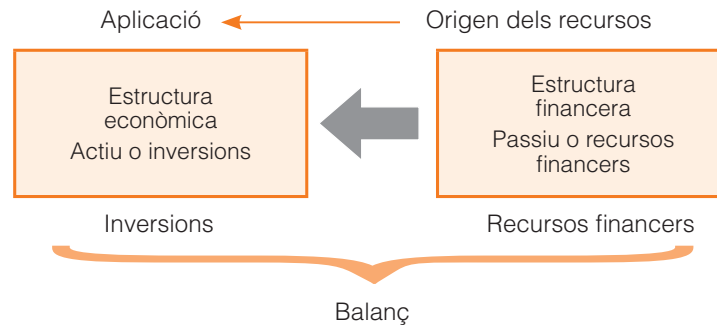 Aplicació
Origen dels recursos
Estructura
econòmica
Actiu o inversions
Estructura
financera
Passiu o recursos
financers
Inversions
Recursos financers
Balanç